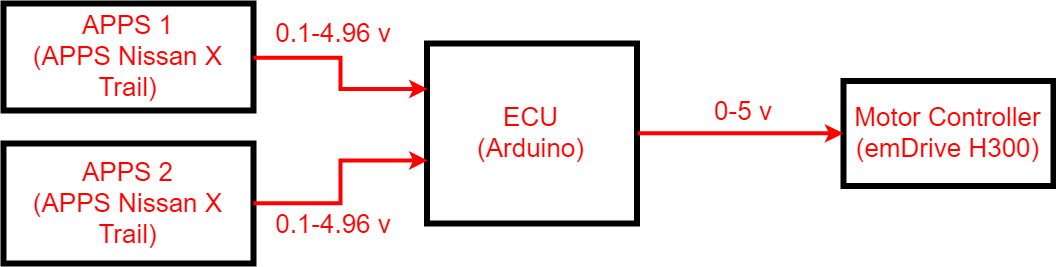 APPS 1
(APPS Nissan X
Trail)
0.1-4.96 v
ECU
(Arduino)
0-5 v
Motor Controller
(emDrive H300)
APPS 2
(APPS Nissan X
Trail)
0.1-4.96 v